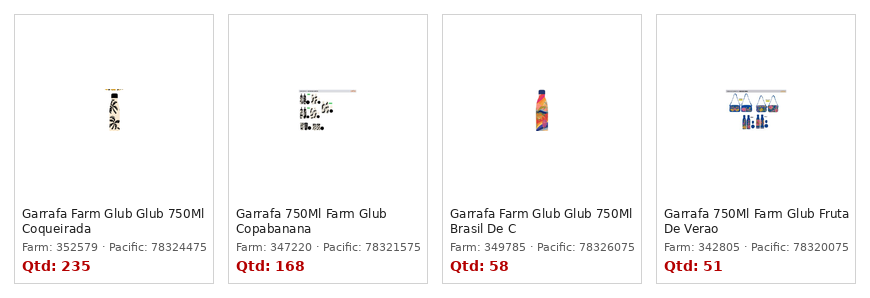 Garrafa Farm Glub Glub 750Ml
Coqueirada
Farm: 352579 · Pacific: 78324475
Qtd: 235
Garrafa 750Ml Farm Glub
Copabanana
Farm: 347220 · Pacific: 78321575
Qtd: 168
Garrafa Farm Glub Glub 750Ml
Brasil De C
Farm: 349785 · Pacific: 78326075
Qtd: 58
Garrafa 750Ml Farm Glub Fruta
De Verao
Farm: 342805 · Pacific: 78320075
Qtd: 51